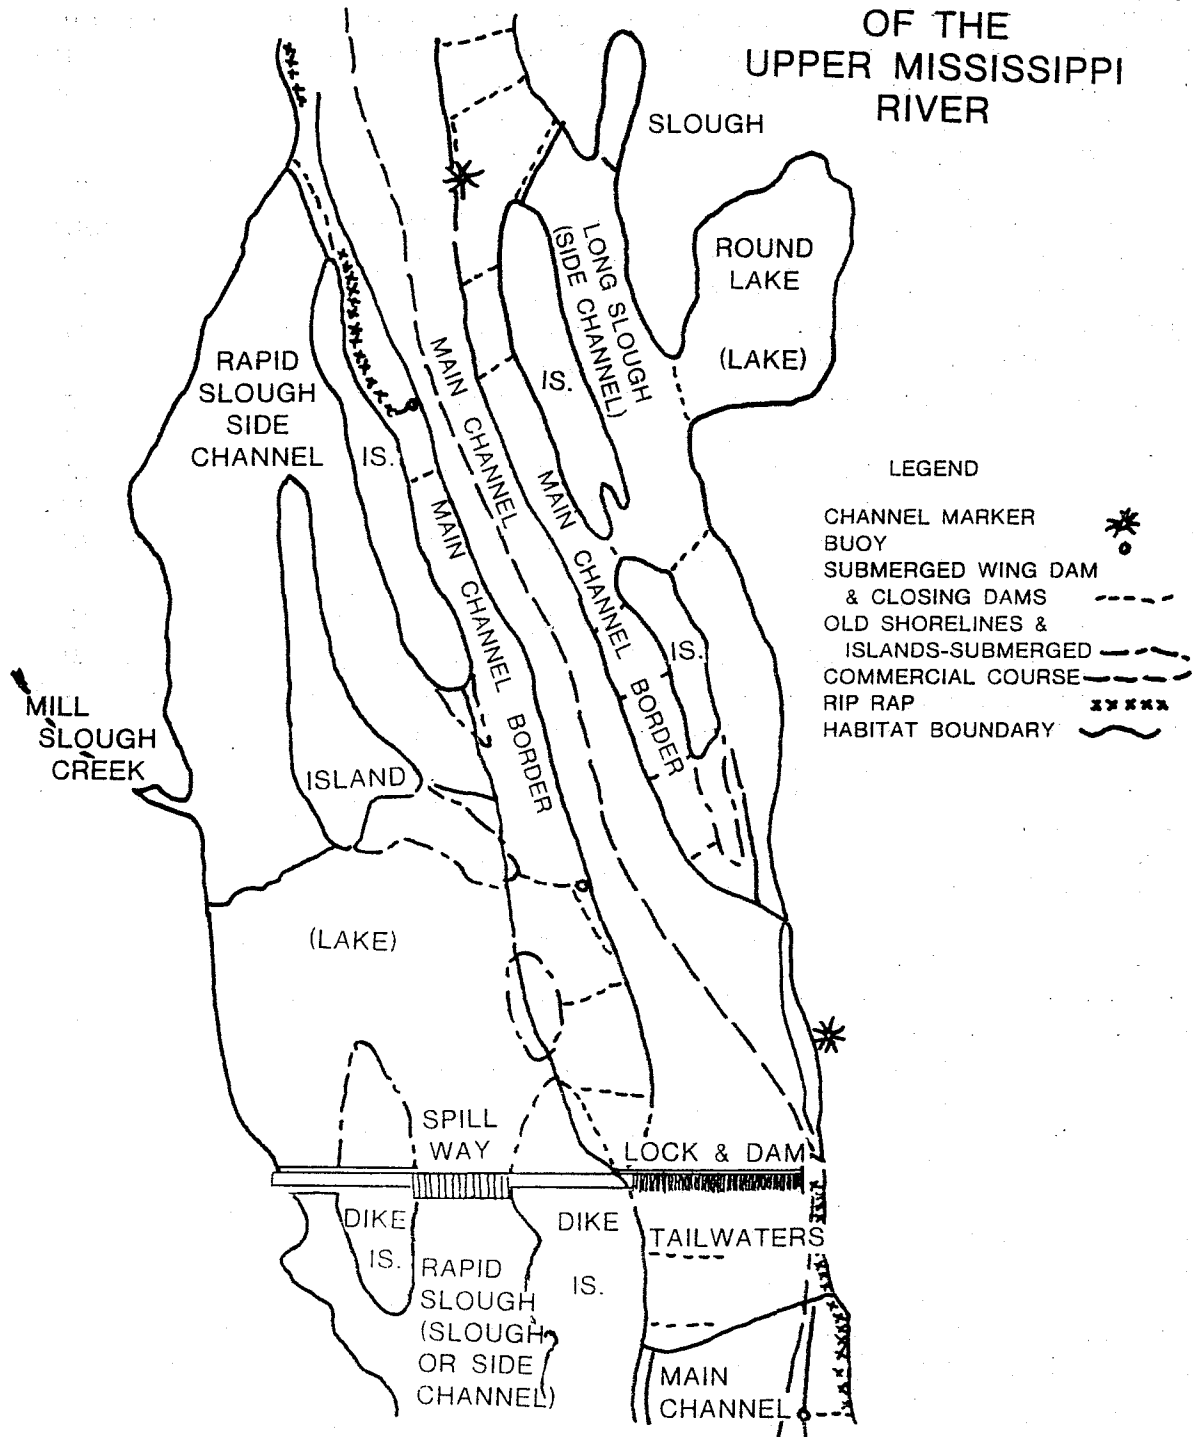 OF THE
UPPER MISSISSIPPI
RIVER
SLOUGH
ROUND
LAKE
(LAKE)
LONG SLOUGH
(SIDE CHANNEL)
IS.
RAPID
SLOUGH
SIDE
CHANNEL
IS.
MAIN CHANNEL
MAIN CHANNEL BORDER
MAIN CHANNEL BORDER
IS.
LEGEND
CHANNEL MARKER
BUOY
SUBMERGED WING DAM
& CLOSING DAMS
OLD SHORELINES &
ISLANDS-SUBMERGED
COMMERCIAL COURSE
RIP RAP
HABITAT BOUNDARY
MILL
SLOUGH
CREEK
ISLAND
(LAKE)
SPILL
WAY
LOCK & DAM
DIKE
IS.
DIKE
IS.
TAILWATERS
RAPID
SLOUGH
(SLOUGH
OR SIDE
CHANNEL)
MAIN
CHANNEL